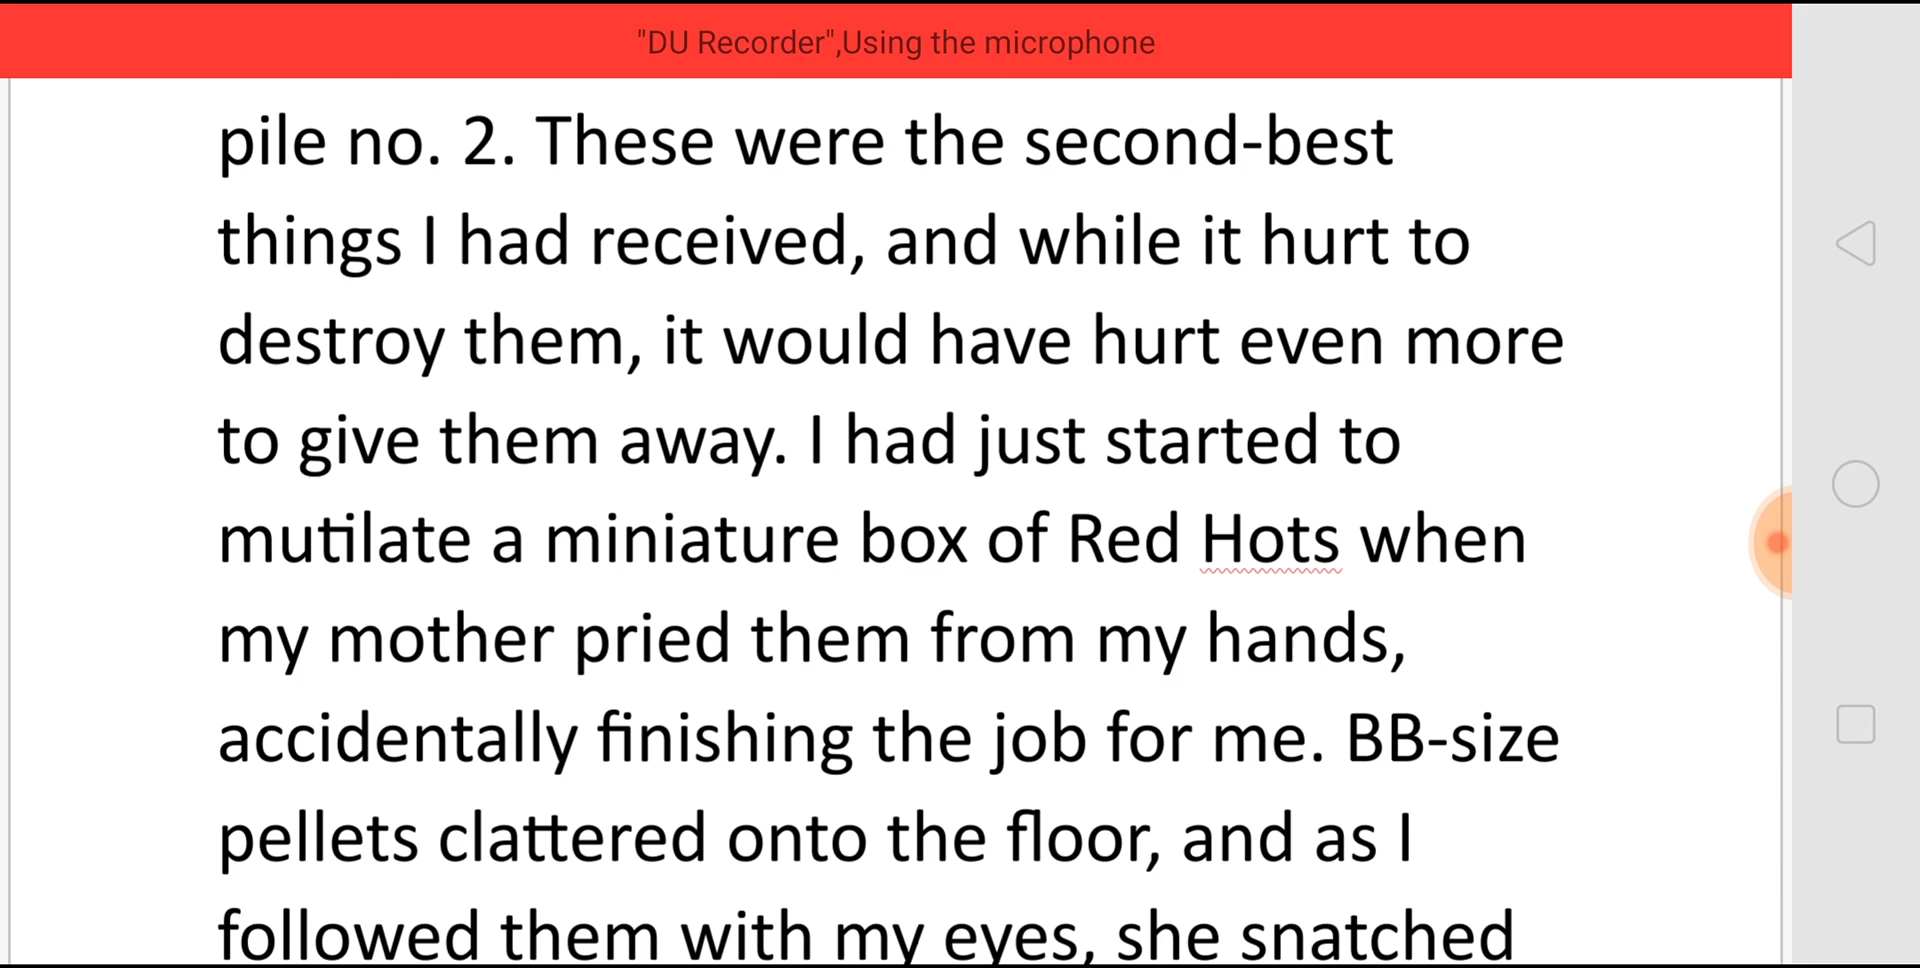 "DU Recorder",Using the microphone
pile no. 2. These were the second-best
things I had received, and while it hurt to
destroy them, it would have hurt even more
to give them away. I had just started to
mutilate a miniature box of Red Hots when
my mother pried them from my hands,
accidentally finishing the job for me. BB-size
pellets clattered onto the floor, and as I
followed them with my eyes, she snatched